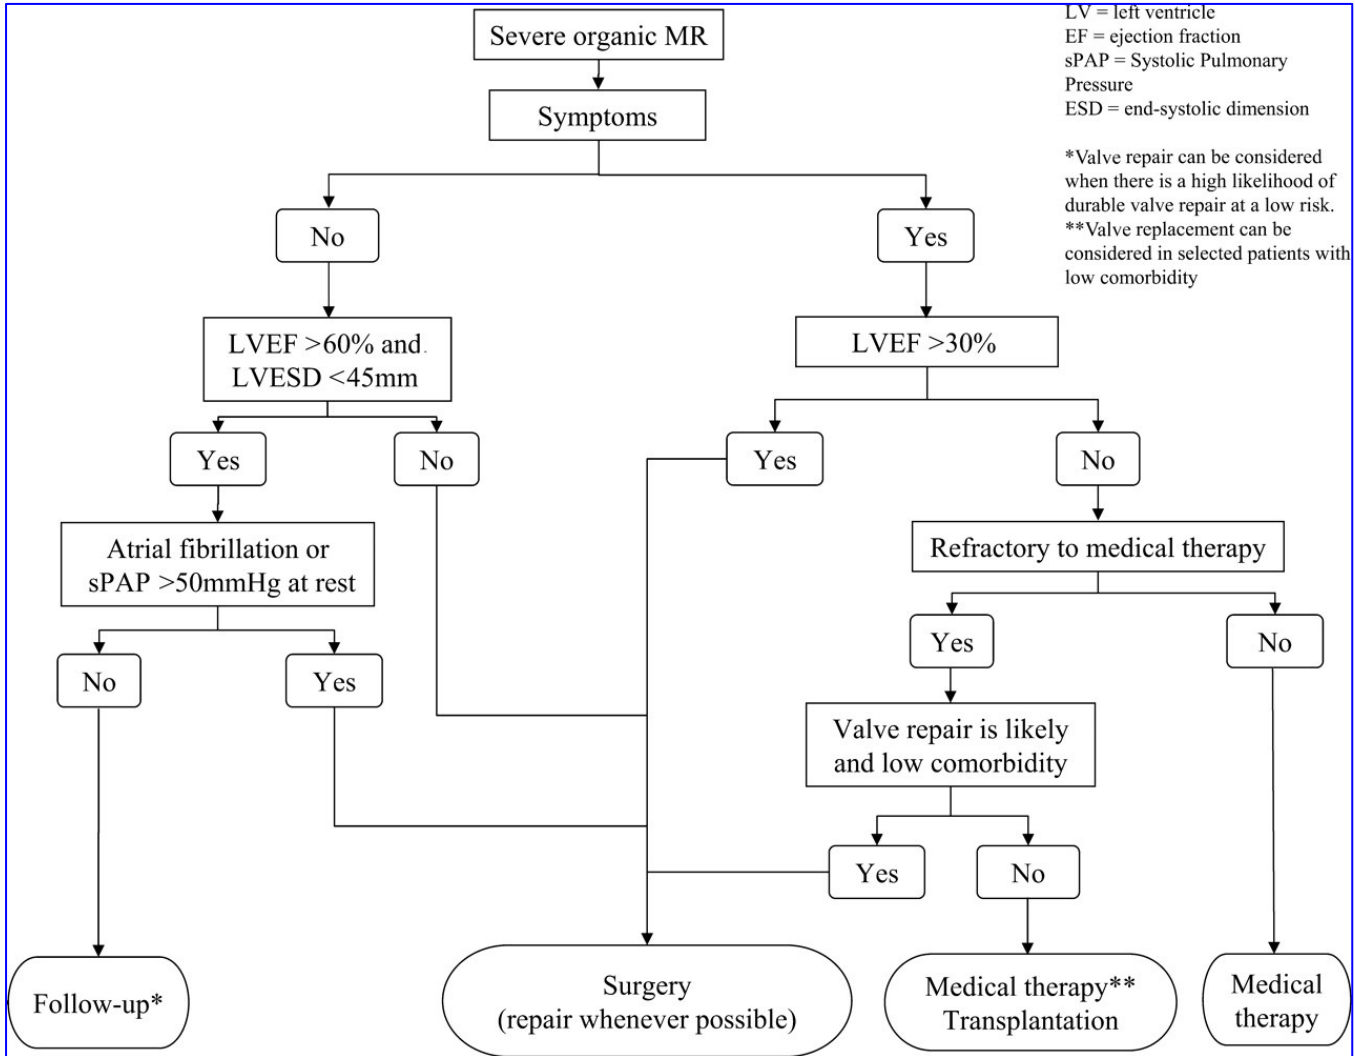 Severe organic MR
Symptoms
LV = left ventricle
EF = ejection fraction
sPAP = Systolic Pulmonary
Pressure
ESD = end-systolic dimension
*Valve repair can be considered
when there is a high likelihood of
durable valve repair at a low risk.
**Valve replacement can be
considered in selected patients with
low comorbidity
No
Yes
LVEF >60% and
LVESD <45mm
LVEF >30%
Yes
No
Yes
No
Atrial fibrillation or
sPAP >50mmHg at rest
Refractory to medical therapy
No
Yes
Yes
No
Valve repair is likely
and low comorbidity
Yes
No
Follow-up*
Surgery
(repair whenever possible)
Medical therapy**
Transplantation
Medical
therapy